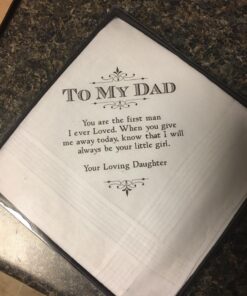 To My Dad
You are the first man
I ever Loved. When you give
me away today, know that I will
always be your little girl.
Your Loving Daughter